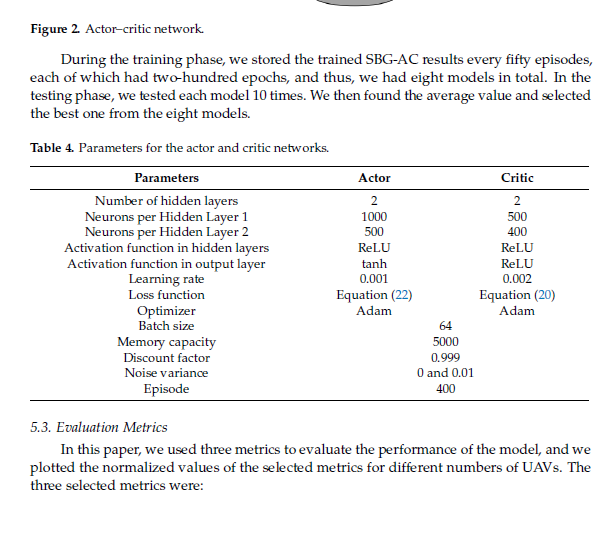 Figure 2. Actor–critic network.
During the training phase, we stored the trained SBG-AC results every fifty episodes,
each of which had two-hundred epochs, and thus, we had eight models in total. In the
testing phase, we tested each model 10 times. We then found the average value and selected
the best one from the eight models.
Table 4. Parameters for the actor and critic networks.
Parameters Actor Critic
Number of hidden layers 2 2
Neurons per Hidden Layer 1 1000 500
Neurons per Hidden Layer 2 500 400
Activation function in hidden layers ReLU ReLU
Activation function in output layer tanh ReLU
Learning rate 0.001 0.002
Loss function Equation (22) Equation (20)
Optimizer Adam Adam
Batch size 64
Memory capacity 5000
Discount factor 0.999
Noise variance 0 and 0.01
Episode 400
5.3. Evaluation Metrics
In this paper, we used three metrics to evaluate the performance of the model, and we
plotted the normalized values of the selected metrics for different numbers of UAVs. The
three selected metrics were: